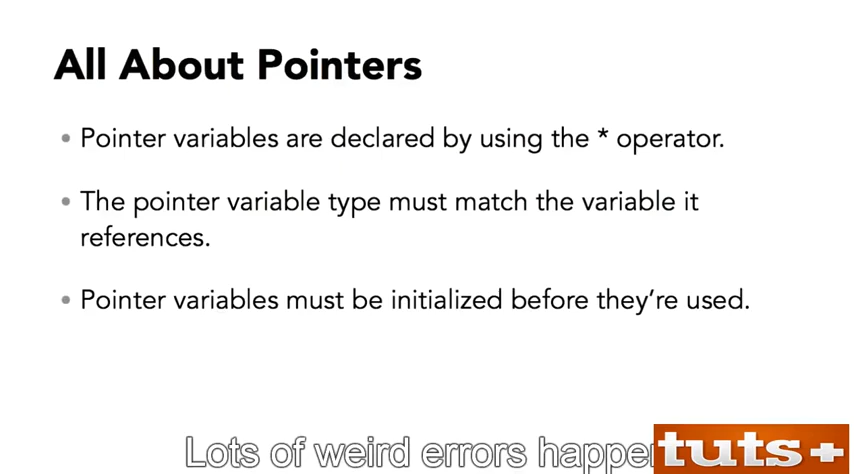 All About Pointers
• Pointer variables are declared by using the * operator.
• The pointer variable type must match the variable it
references.
• Pointer variables must be initialized before they're used.
Lots of weird errors happe
tuts+